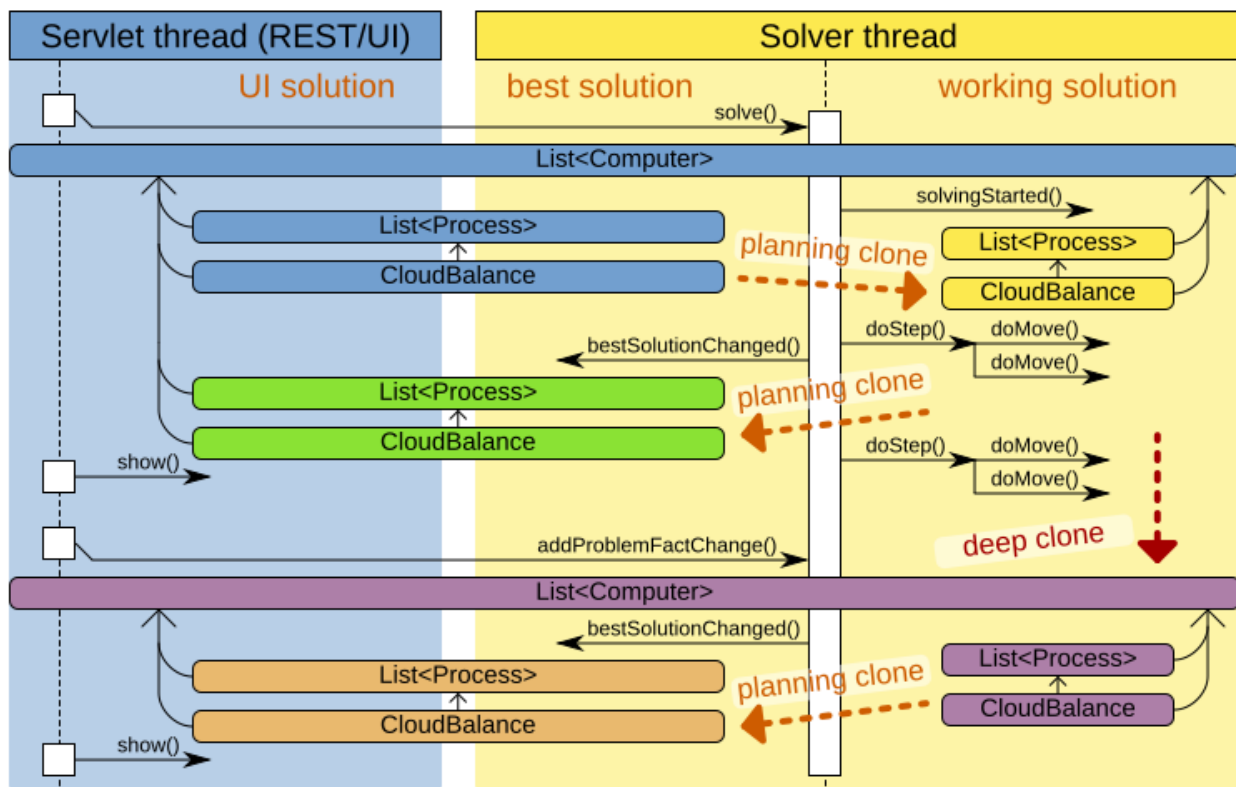 Servlet thread (REST/UI)
Solver thread
UI solution
best solution
working solution
solve()
List<Computer>
solvingStarted()
List<Process>
planning clone
List<Process>
CloudBalance
CloudBalance
doStep()
doMove()
bestSolutionChanged()
doMove()
List<Process>
planning clone
CloudBalance
show()
doStep()
doMove()
doMove()
addProblemFactChange()
deep clone
List<Computer>
bestSolutionChanged()
List<Process>
planning clone
List<Process>
CloudBalance
CloudBalance
show()